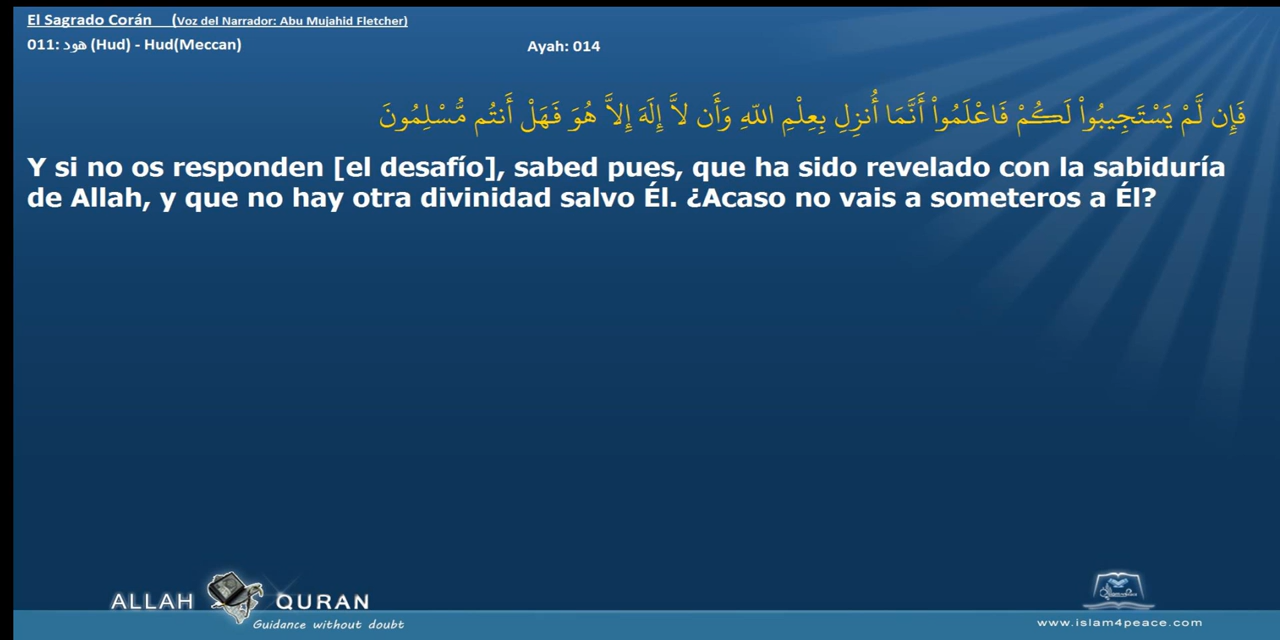 El Sagrado Corán (Voz del Narrador: Abu Mujahid Fletcher)
011: هود (Hud) - Hud(Meccan) Ayah: 014
فَإِن لَّمْ يَسْتَجِيبُواْ لَكُمْ فَاعْلَمُواْ أَنَّمَا أُنزِلِ بِعِلْمِ اللّهِ وَأَن لاَّ إِلَهَ إِلاَّ هُوَ فَهَلْ أَنتُم مُّسْلِمُونَ
Y si no os responden [el desafío], sabed pues, que ha sido revelado con la sabiduría
de Allah, y que no hay otra divinidad salvo Él. ¿Acaso no vais a someteros a Él?
ALLAH QURAN
Guidance without doubt
www.islam4peace.com